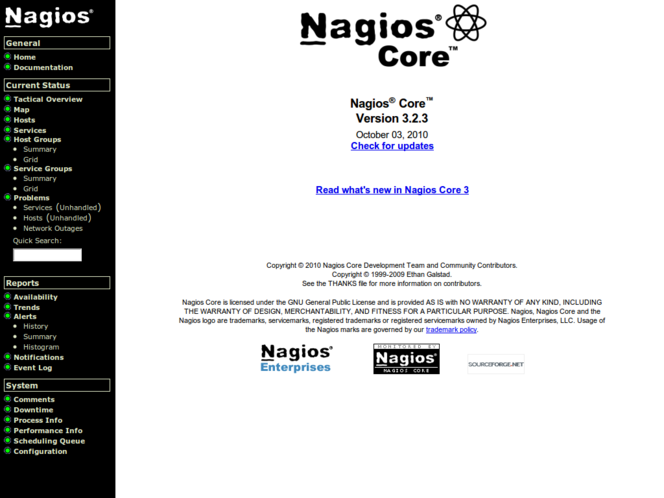 Nagios®
General
Home
Documentation
Current Status
Tactical Overview
Map
Hosts
Services
Host Groups
Summary
Grid
Service Groups
Summary
Grid
Problems
Services (Unhandled)
Hosts (Unhandled)
Network Outages
Quick Search:
Reports
Availability
Trends
Alerts
History
Summary
Histogram
Notifications
Event Log
System
Comments
Downtime
Process Info
Performance Info
Scheduling Queue
Configuration
Nagios®
Core™
Nagios® Core™
Version 3.2.3
October 03, 2010
Check for updates
Read what's new in Nagios Core 3
Copyright © 2010 Nagios Core Development Team and Community Contributors.
Copyright © 1999-2009 Ethan Galstad.
See the THANKS file for more information on contributors.
Nagios Core is licensed under the GNU General Public License and is provided AS IS with NO WARRANTY OF ANY KIND, INCLUDING
THE WARRANTY OF DESIGN, MERCHANTABILITY, AND FITNESS FOR A PARTICULAR PURPOSE. Nagios, Nagios Core and the
Nagios logo are trademarks, servicemarks, registered trademarks or registered servicemarks owned by Nagios Enterprises, LLC. Usage of
the Nagios marks are governed by our trademark policy.
Nagios®
Enterprises
MONITORED BY
Nagios®
NAGIOS CORE
SOURCEFORGE.NET